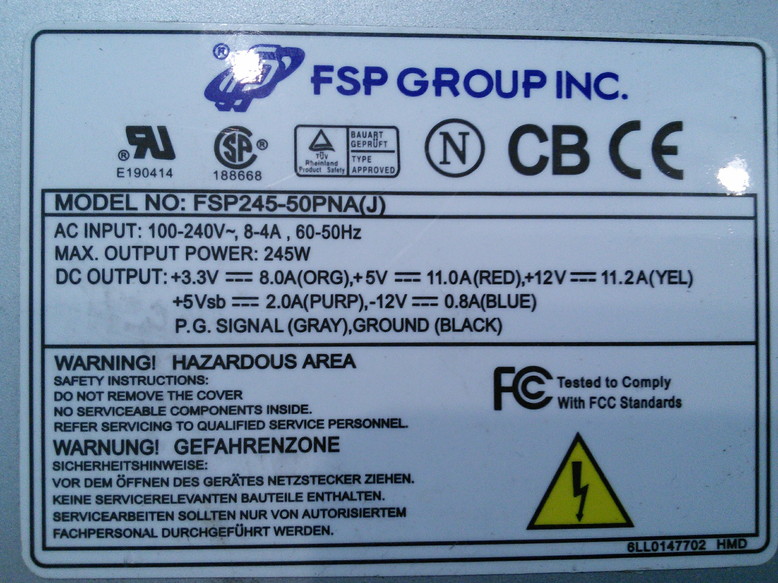 ® FSP GROUP INC.
® RU SP® TÜV Rheinland Product Safety BAUART GEPRÜFT TYPE APPROVED N CB CE
E190414 188668
MODEL NO: FSP245-50PNA(J)
AC INPUT: 100-240V~, 8-4A , 60-50Hz
MAX. OUTPUT POWER: 245W
DC OUTPUT: +3.3V ⎓ 8.0A(ORG),+5V ⎓ 11.0A(RED),+12V ⎓ 11.2A(YEL)
+5Vsb ⎓ 2.0A(PURP),-12V ⎓ 0.8A(BLUE)
P.G. SIGNAL (GRAY),GROUND (BLACK)
WARNING! HAZARDOUS AREA
SAFETY INSTRUCTIONS:
DO NOT REMOVE THE COVER
NO SERVICEABLE COMPONENTS INSIDE.
REFER SERVICING TO QUALIFIED SERVICE PERSONNEL.
FC Tested to Comply
With FCC Standards
WARNUNG! GEFAHRENZONE
SICHERHEITSHINWEISE:
VOR DEM ÖFFNEN DES GERÄTES NETZSTECKER ZIEHEN.
KEINE SERVICERELEVANTEN BAUTEILE ENTHALTEN.
SERVICEARBEITEN SOLLTEN NUR VON AUTORISIERTEM
FACHPERSONAL DURCHGEFÜHRT WERDEN.
6LL0147702 HMD